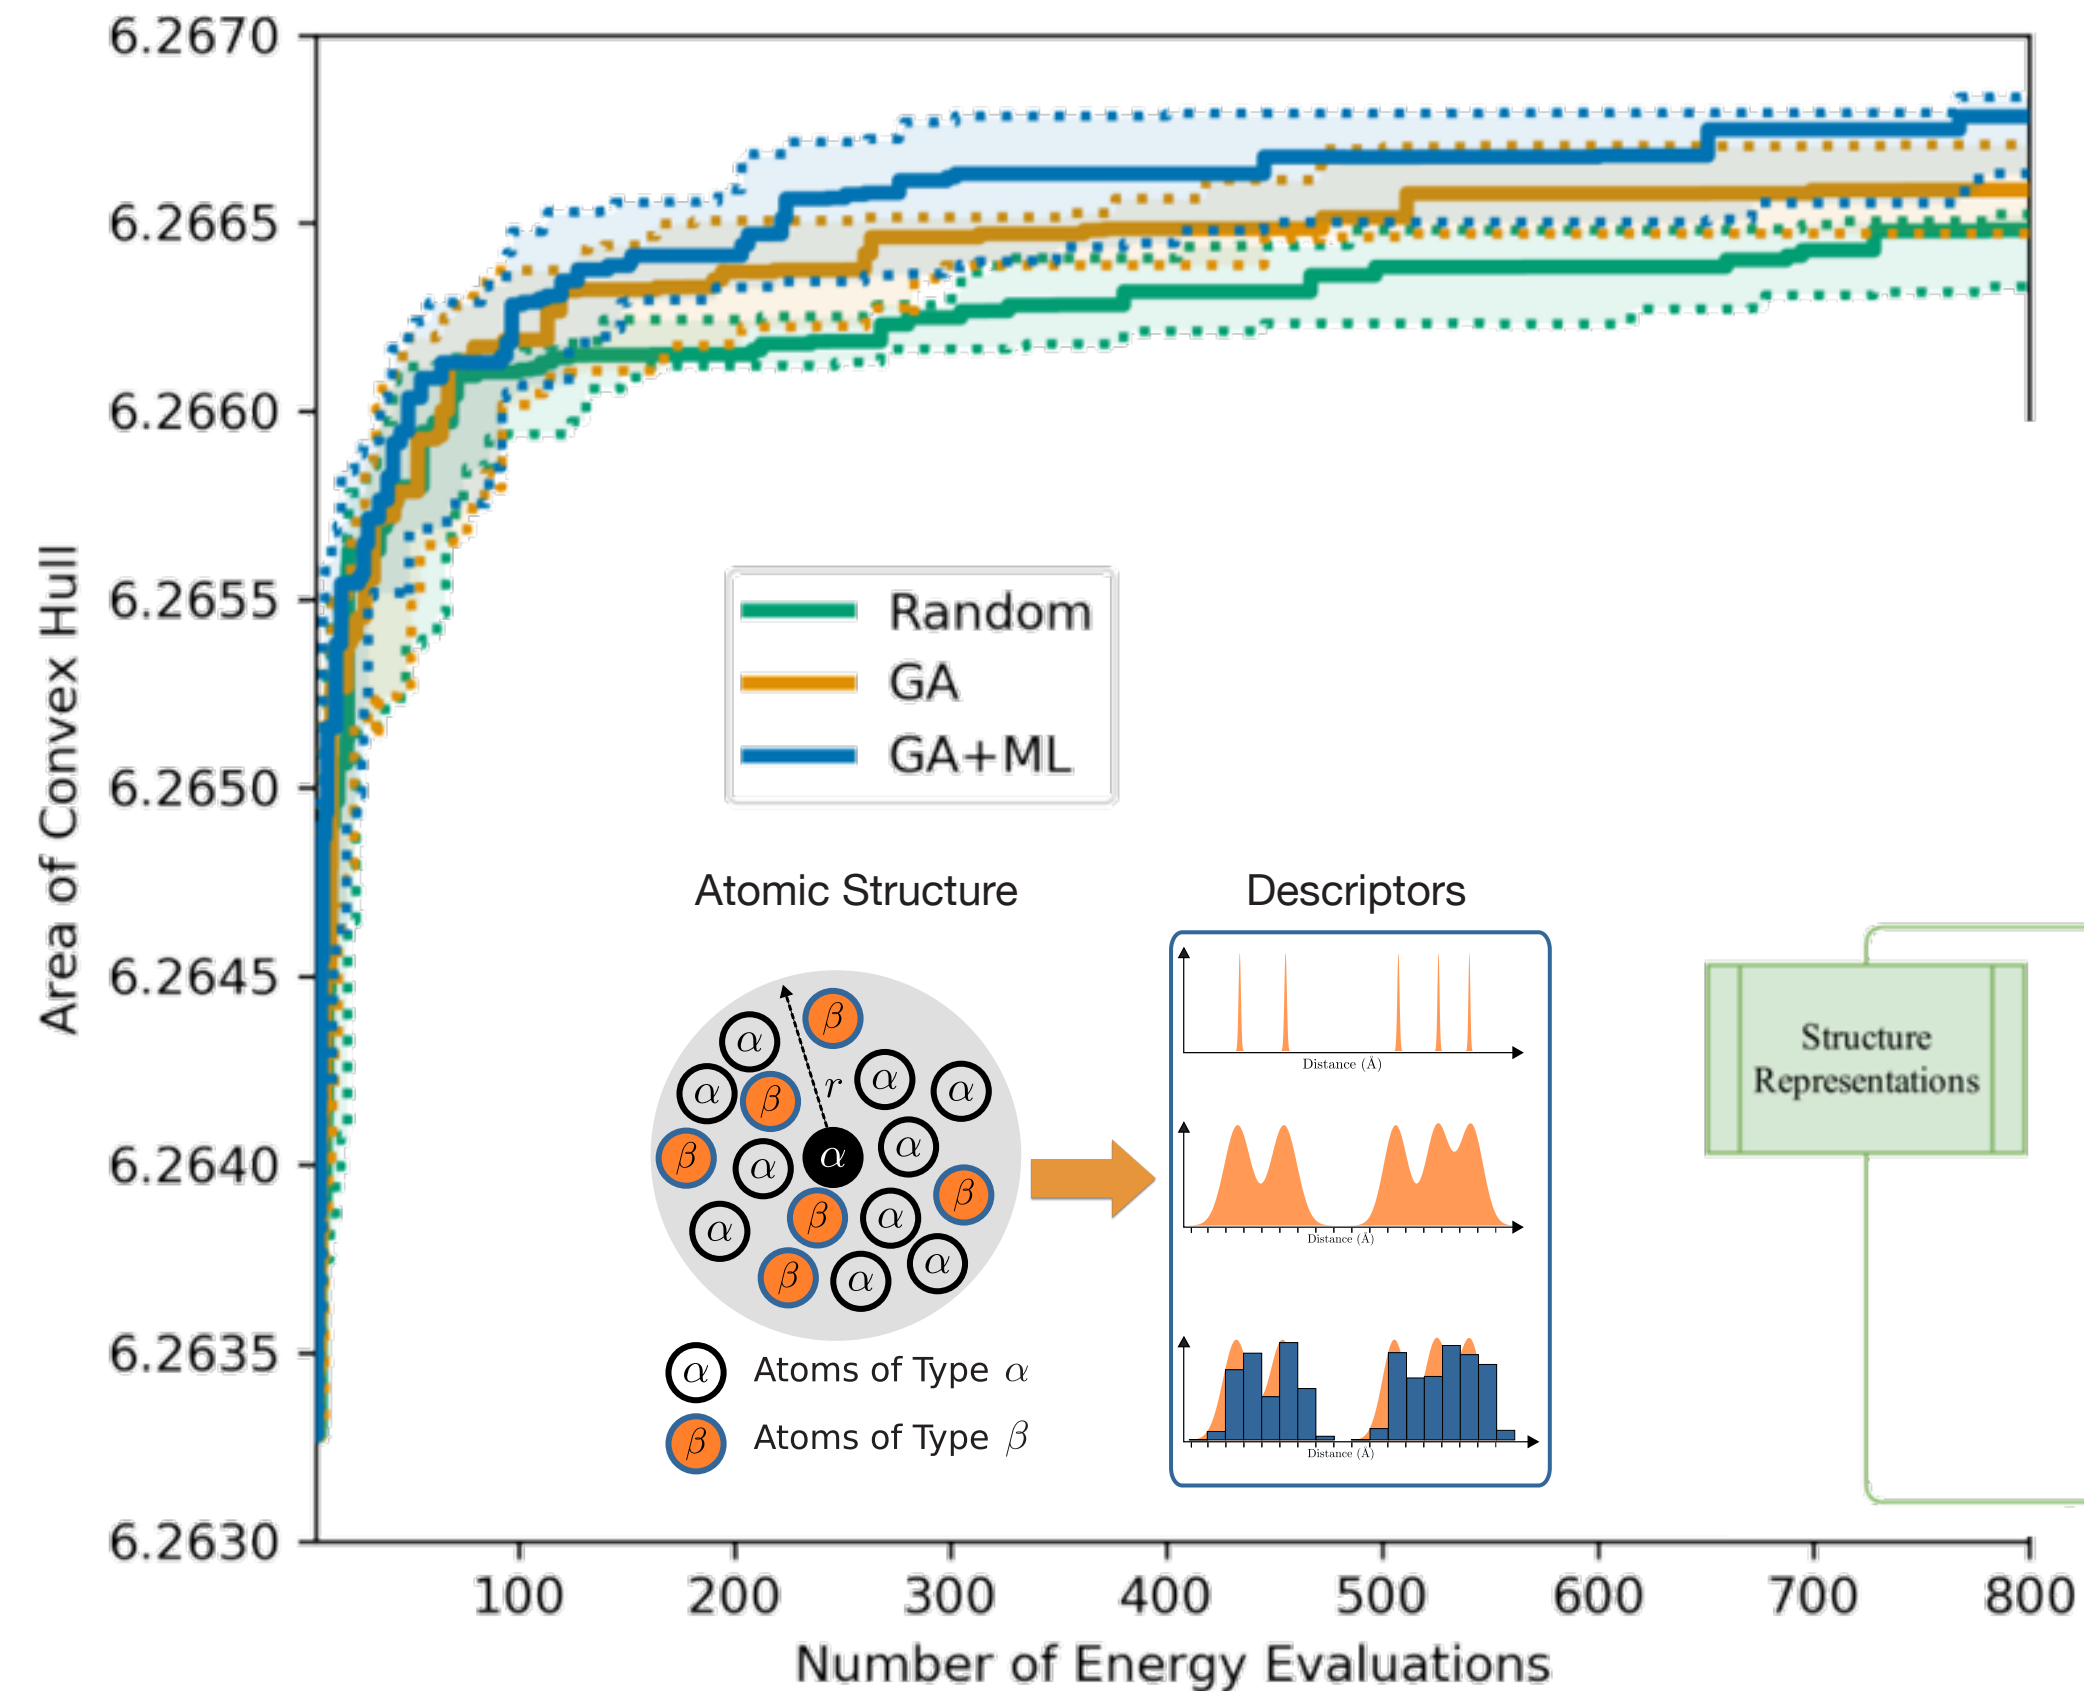 6.2670
6.2665
6.2660
6.2655
6.2650
6.2645
6.2640
6.2635
6.2630
Area of Convex Hull
Random
GA
GA+ML
Atomic Structure
Descriptors
β
α
α
α
α
β
r
β
α
α
α
β
β
α
α
β
α
α
β
α
Distance (Å)
Distance (Å)
Distance (Å)
α Atoms of Type α
β Atoms of Type β
Structure
Representations
100 200 300 400 500 600 700 800
Number of Energy Evaluations